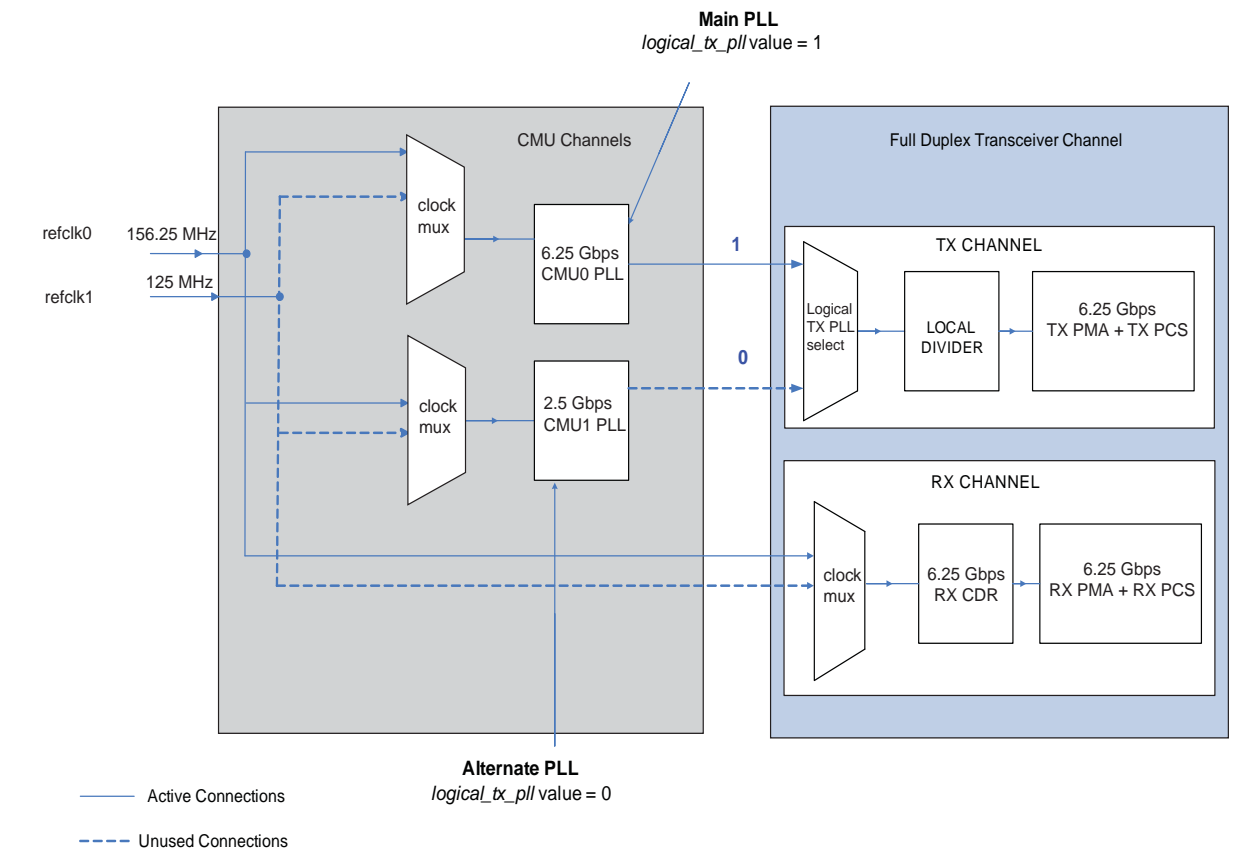 Main PLL
logical_tx_pll value = 1
CMU Channels
Full Duplex Transceiver Channel
clock
mux
refclk0
156.25 MHz
125 MHz
refclk1
6.25 Gbps
CMU0 PLL
1
TX CHANNEL
Logical
TX PLL
select
LOCAL
DIVIDER
6.25 Gbps
TX PMA + TX PCS
0
clock
mux
2.5 Gbps
CMU1 PLL
RX CHANNEL
clock
mux
6.25 Gbps
RX CDR
6.25 Gbps
RX PMA + RX PCS
Alternate PLL
logical_tx_pll value = 0
Active Connections
Unused Connections